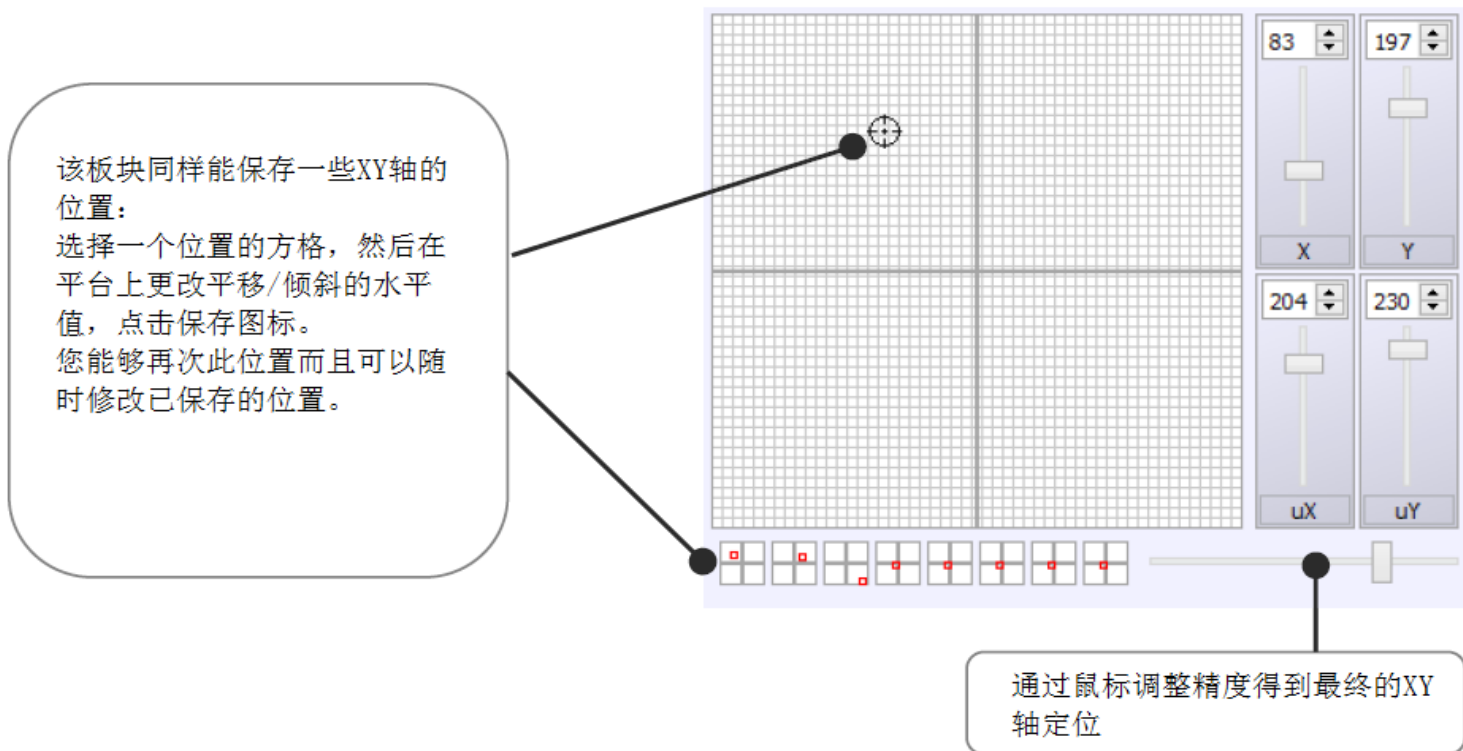 该板块同样能保存一些XY轴的
位置：
选择一个位置的方格，然后在
平台上更改平移/倾斜的水平
值，点击保存图标。
您能够再次此位置而且可以随
时修改已保存的位置。
83 197
X Y
204 230
uX uY
通过鼠标调整精度得到最终的XY
轴定位